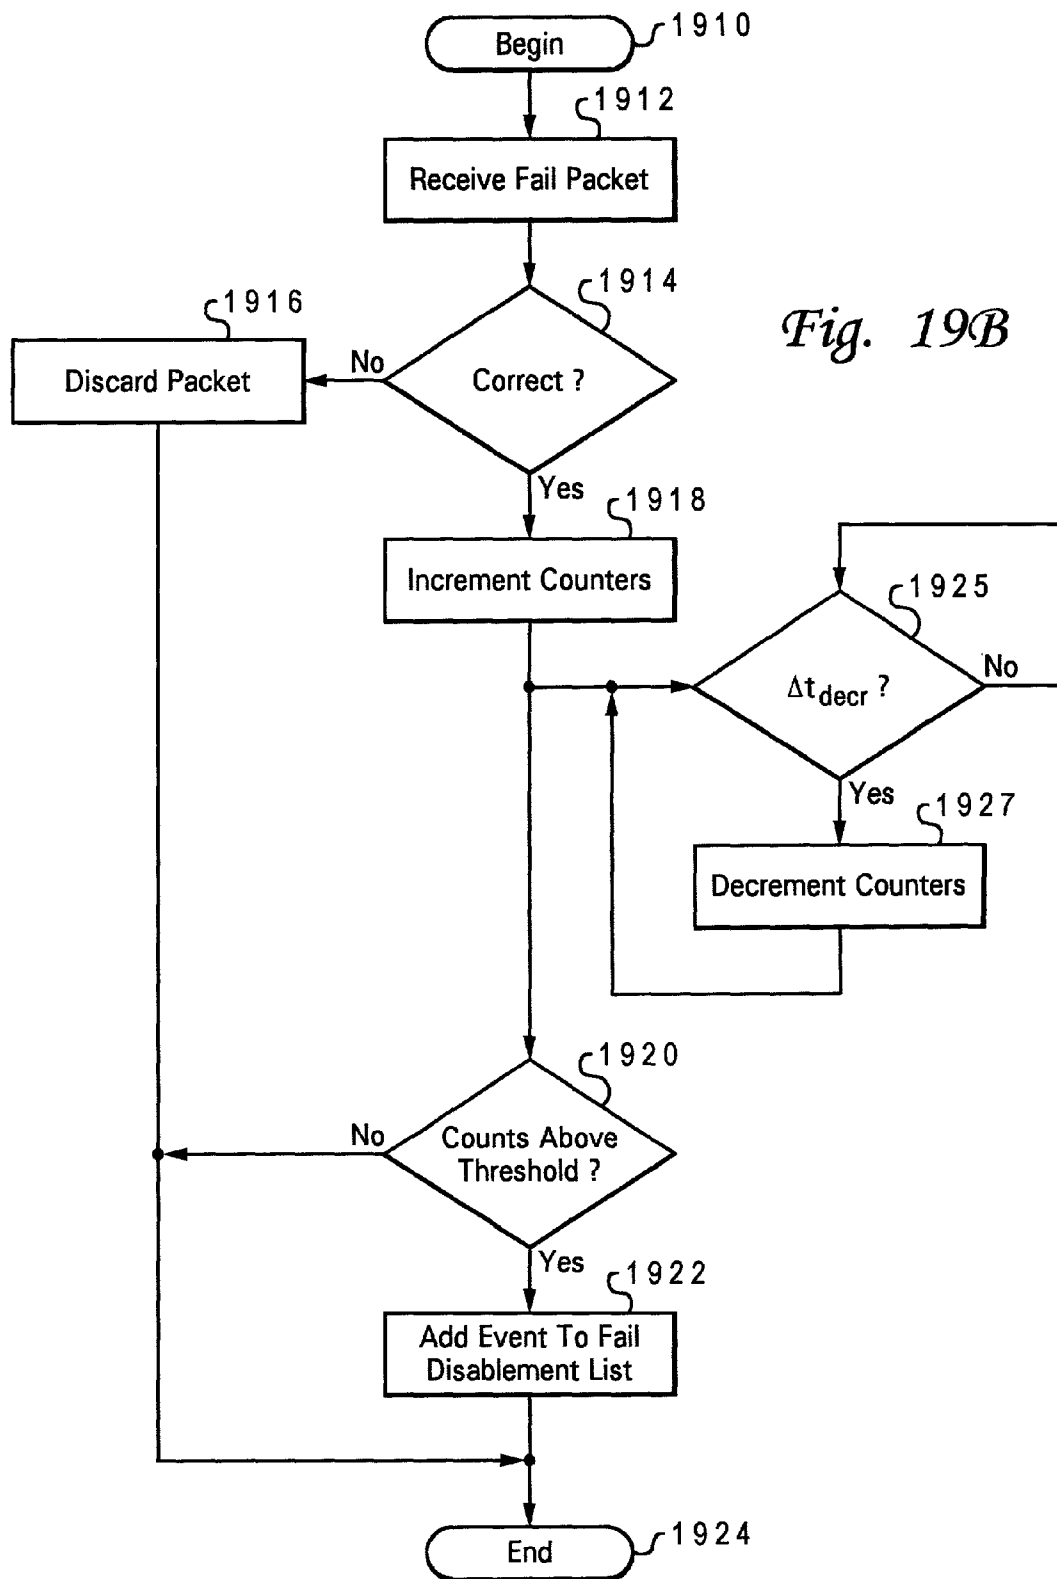 Begin
1910
1912
Receive Fail Packet
1914
1916
Fig. 19B
No
Discard Packet
Correct ?
Yes
1918
Increment Counters
1925
No
Δt decr ?
Yes
1927
Decrement Counters
1920
No
Counts Above
Threshold ?
Yes
1922
Add Event To Fail
Disablement List
End
1924